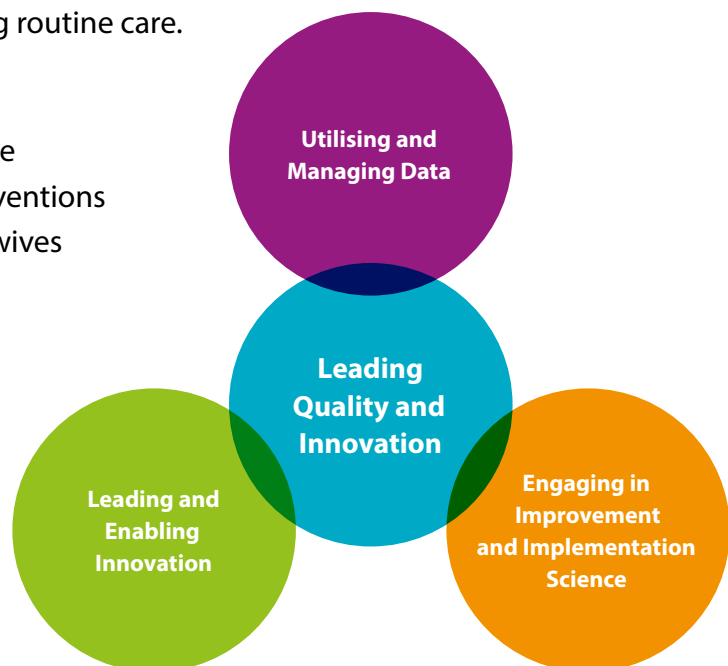 g routine care.
e
ventions
wives
Utilising and
Managing Data
Leading
Quality and
Innovation
Leading and
Enabling
Innovation
Engaging in
Improvement
and Implementation
Science